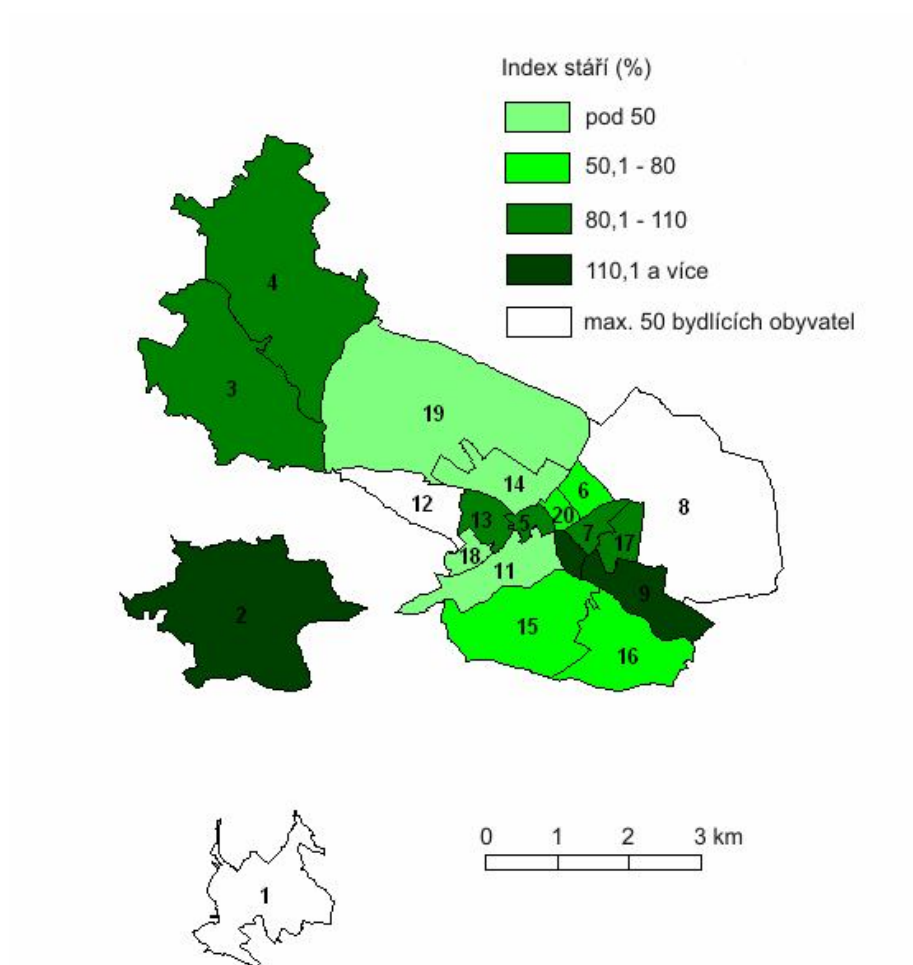 Index stáří (%)
pod 50
50,1 - 80
80,1 - 110
110,1 a více
max. 50 bydlících obyvatel
4
3
19
14
12
6
8
13
5
20
7
17
18
11
9
2
15
16
0 1 2 3 km
1